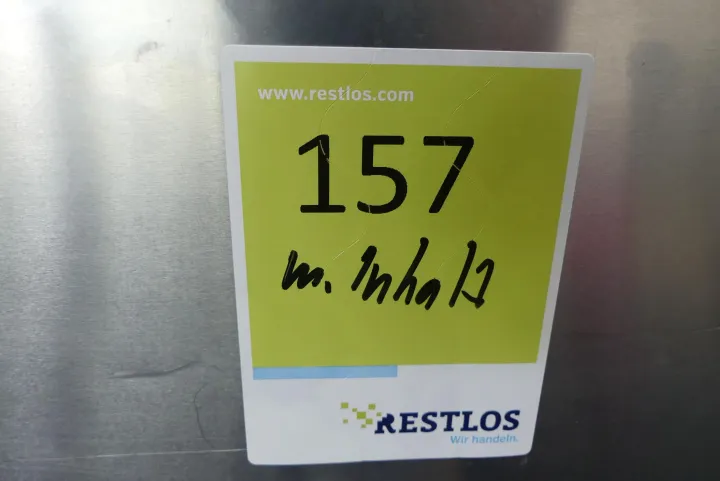 www.restlos.com
157
m. Inhalt
RESTLOS
Wir handeln.